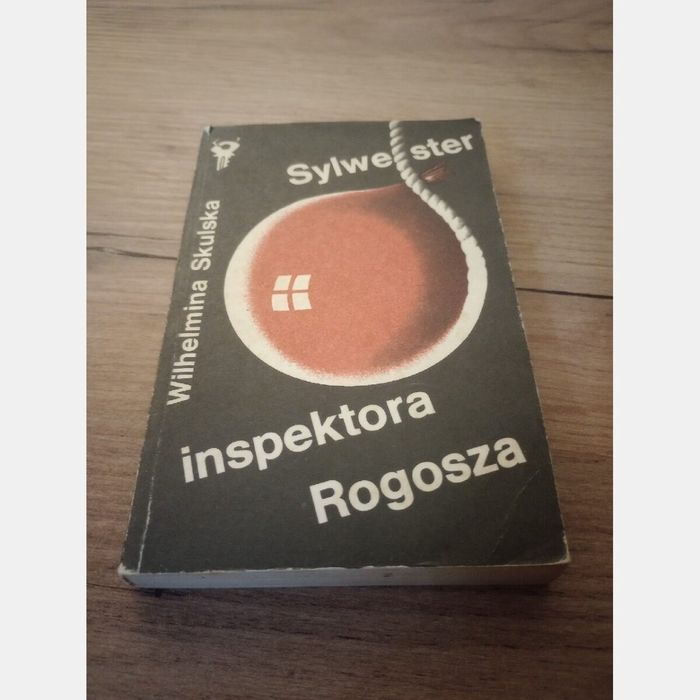 Wilhelmina Skulska
Sylwester
inspektora
Rogosza